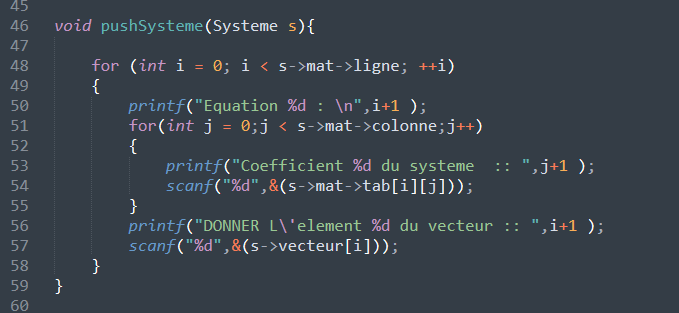 45
46 void pushSysteme(Systeme s){
47
48 for (int i = 0; i < s->mat->ligne; ++i)
49 {
50 printf("Equation %d : \n",i+1 );
51 for(int j = 0;j < s->mat->colonne;j++)
52 {
53 printf("Coefficient %d du systeme  :: ",j+1 );
54 scanf("%d",&(s->mat->tab[i][j]));
55 }
56 printf("DONNER L\'element %d du vecteur :: ",i+1 );
57 scanf("%d",&(s->vecteur[i]));
58 }
59 }
60